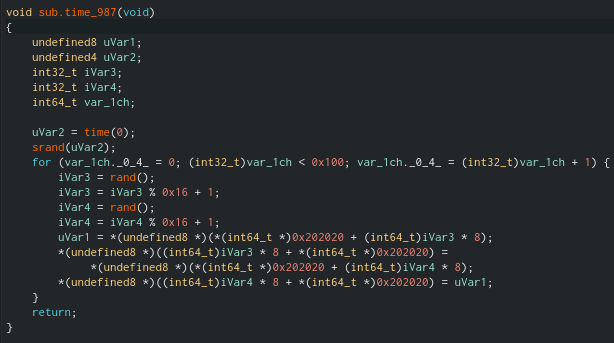 void sub.time_987(void)
{
    undefined8 uVar1;
    undefined4 uVar2;
    int32_t iVar3;
    int32_t iVar4;
    int64_t var_1ch;

    uVar2 = time(0);
    srand(uVar2);
    for (var_1ch._0_4_ = 0; (int32_t)var_1ch < 0x100; var_1ch._0_4_ = (int32_t)var_1ch + 1) {
        iVar3 = rand();
        iVar3 = iVar3 % 0x16 + 1;
        iVar4 = rand();
        iVar4 = iVar4 % 0x16 + 1;
        uVar1 = *(undefined8 *)(*(int64_t *)0x202020 + (int64_t)iVar3 * 8);
        *(undefined8 *)((int64_t)iVar3 * 8 + *(int64_t *)0x202020) =
             *(undefined8 *)(*(int64_t *)0x202020 + (int64_t)iVar4 * 8);
        *(undefined8 *)((int64_t)iVar4 * 8 + *(int64_t *)0x202020) = uVar1;
    }
    return;
}